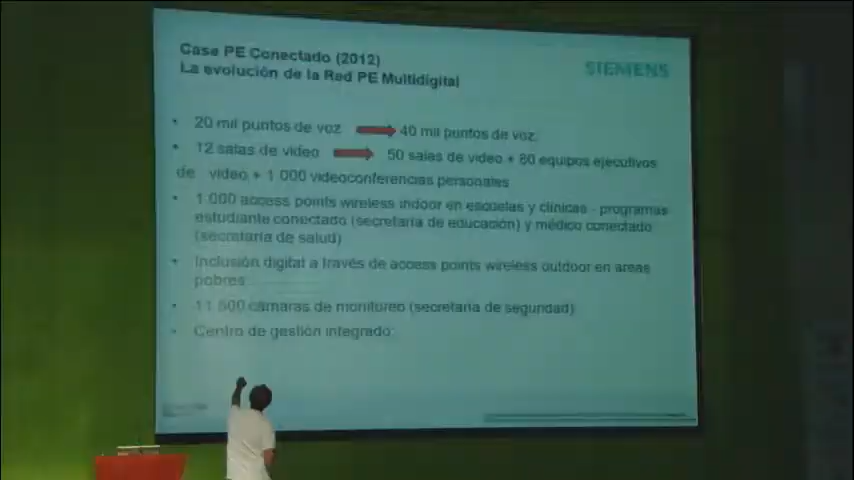 Case PE Conectado (2012)
La evolución de la Red PE Multidigital
SIEMENS
• 20 mil puntos de voz 40 mil puntos de voz.
• 12 salas de video 50 salas de video + 80 equipos ejecutivos
de video + 1 000 videoconferencias personales
• 1 000 access points wireless indoor en escuelas y clínicas - programas
estudiante conectado (secretaría de educación) y médico conectado
(secretaría de salud)
• Inclusión digital a través de access points wireless outdoor en areas
pobres
• 11 500 cámaras de monitoreo (secretaria de seguridad)
• Centro de gestión integrado.